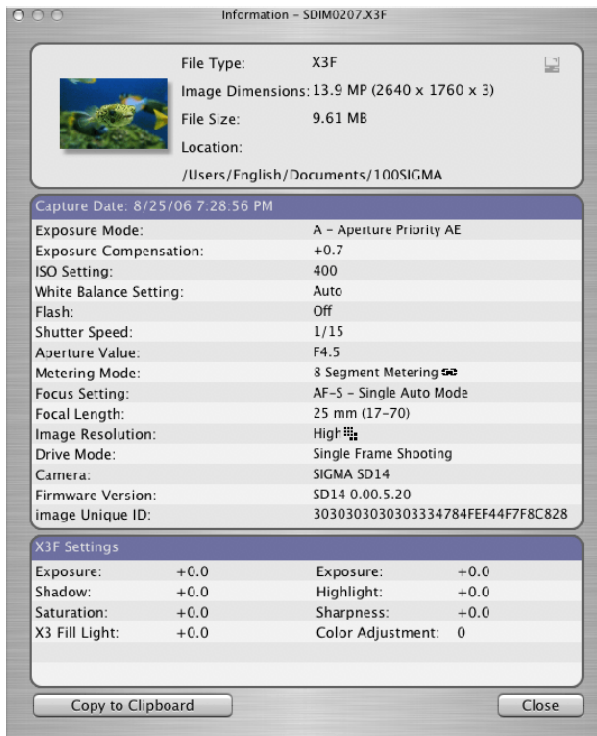 Information – SDIM0207.X3F
File Type: X3F
Image Dimensions: 13.9 MP (2640 x 1760 x 3)
File Size: 9.61 MB
Location:
/Users/English/Documents/100SIGMA
Capture Date: 8/25/06 7:28:56 PM
Exposure Mode: A – Aperture Priority AE
Exposure Compensation: +0.7
ISO Setting: 400
White Balance Setting: Auto
Flash: Off
Shutter Speed: 1/15
Aperture Value: F4.5
Metering Mode: 8 Segment Metering
Focus Setting: AF-S – Single Auto Mode
Focal Length: 25 mm (17-70)
Image Resolution: High
Drive Mode: Single Frame Shooting
Camera: SIGMA SD14
Firmware Version: SD14 0.00.5.20
image Unique ID: 3030303030303334784FEF44F7F8C828
X3F Settings
Exposure: +0.0 Exposure: +0.0
Shadow: +0.0 Highlight: +0.0
Saturation: +0.0 Sharpness: +0.0
X3 Fill Light: +0.0 Color Adjustment: 0
Copy to Clipboard Close